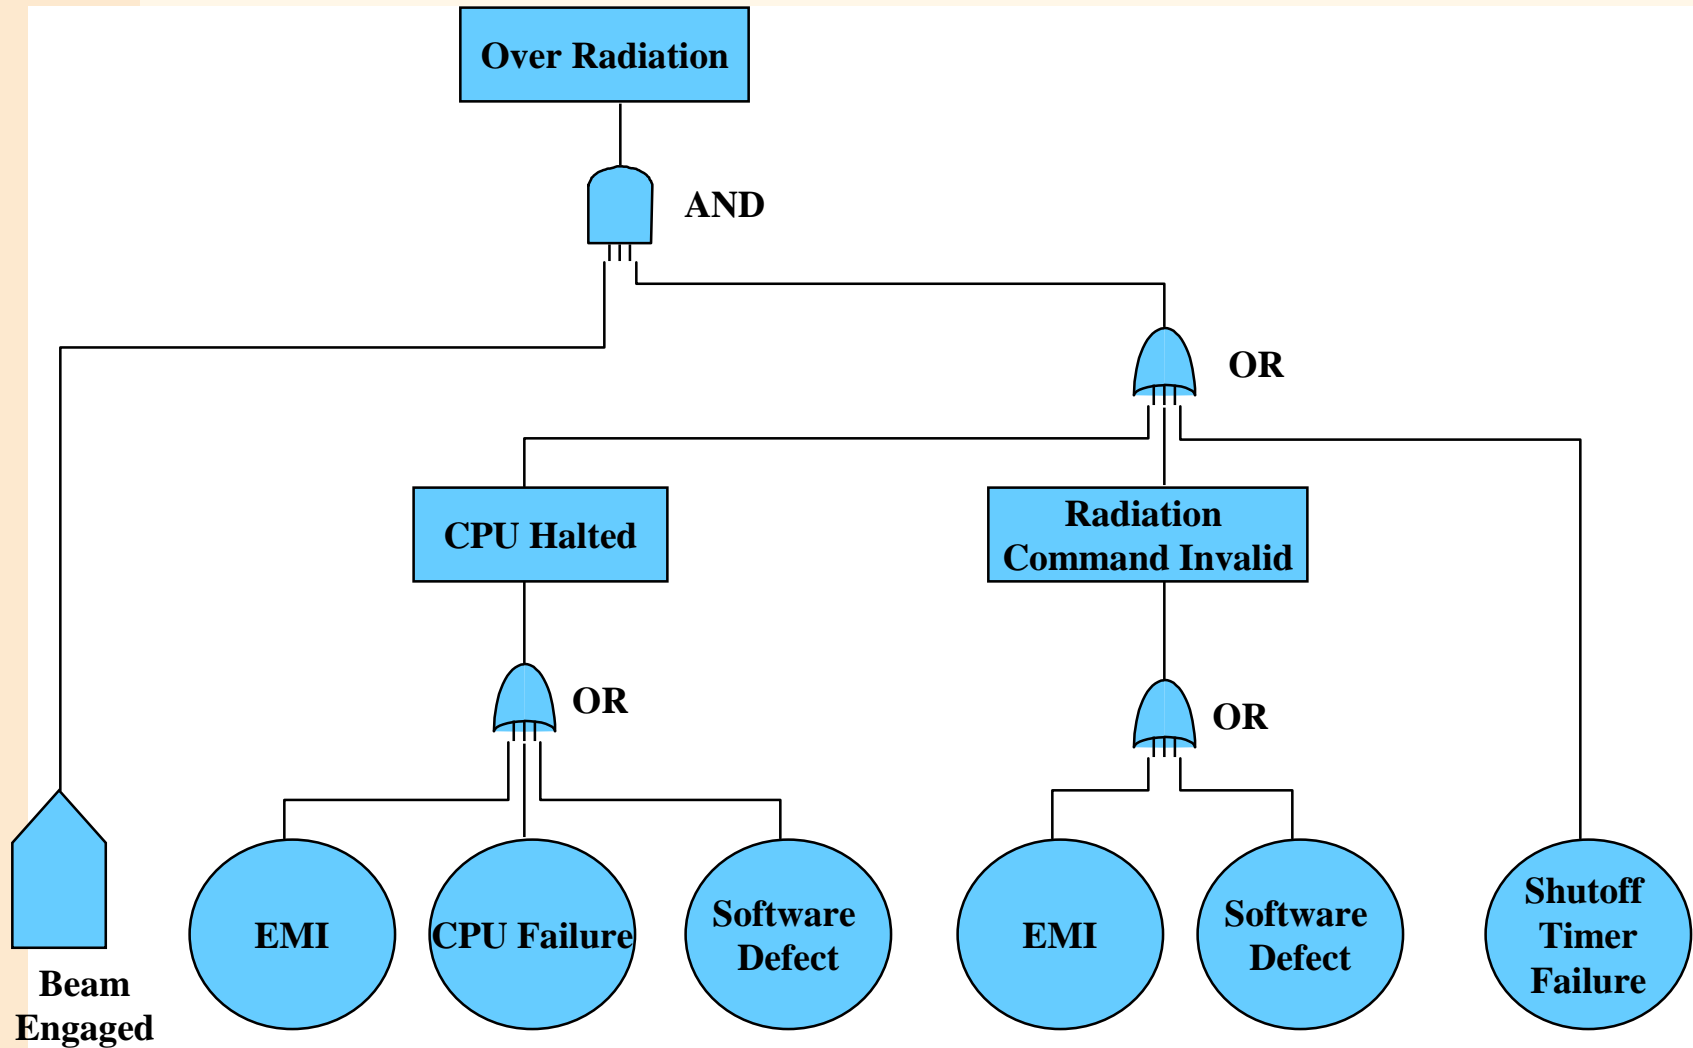 Over Radiation
AND
OR
CPU Halted
Radiation
Command Invalid
OR
OR
EMI
CPU Failure
Software
Defect
EMI
Software
Defect
Shutoff
Timer
Failure
Beam
Engaged